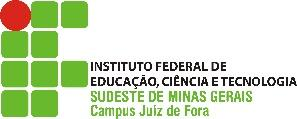 INSTITUTO FEDERAL DE
EDUCAÇÃO, CIÊNCIA E TECNOLOGIA
SUDESTE DE MINAS GERAIS
Campus Juiz de Fora